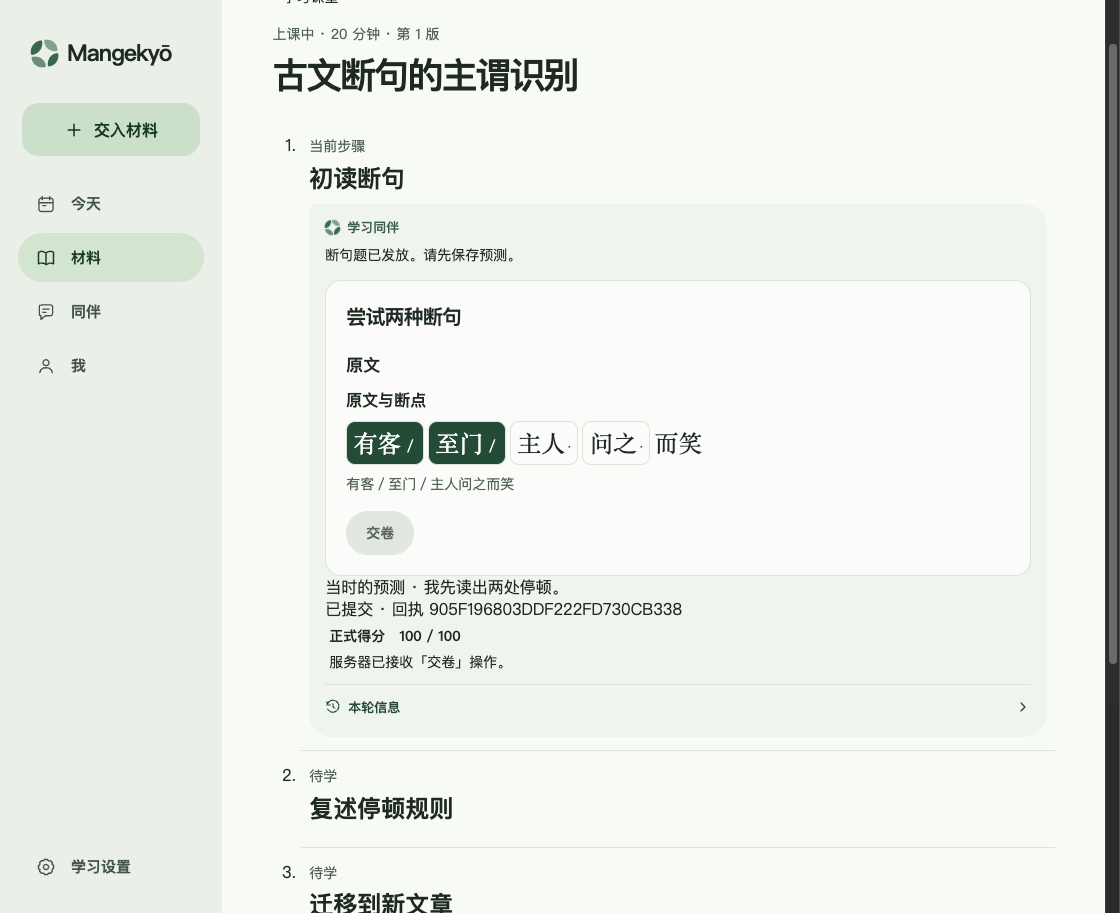 Mangekyō
交入材料
今天
材料
同伴
我
学习设置
上课中 · 20 分钟 · 第 1 版
古文断句的主谓识别
1. 当前步骤
初读断句
学习同伴
断句题已发放。请先保存预测。
尝试两种断句
原文
原文与断点
有客 / 至门 / 主人· 问之· 而笑
有客 / 至门 / 主人问之而笑
交卷
当时的预测 · 我先读出两处停顿。
已提交 · 回执 905F196803DDF222FD730CB338
正式得分 100 / 100
服务器已接收「交卷」操作。
本轮信息
2. 待学
复述停顿规则
3. 待学
迁移到新文章